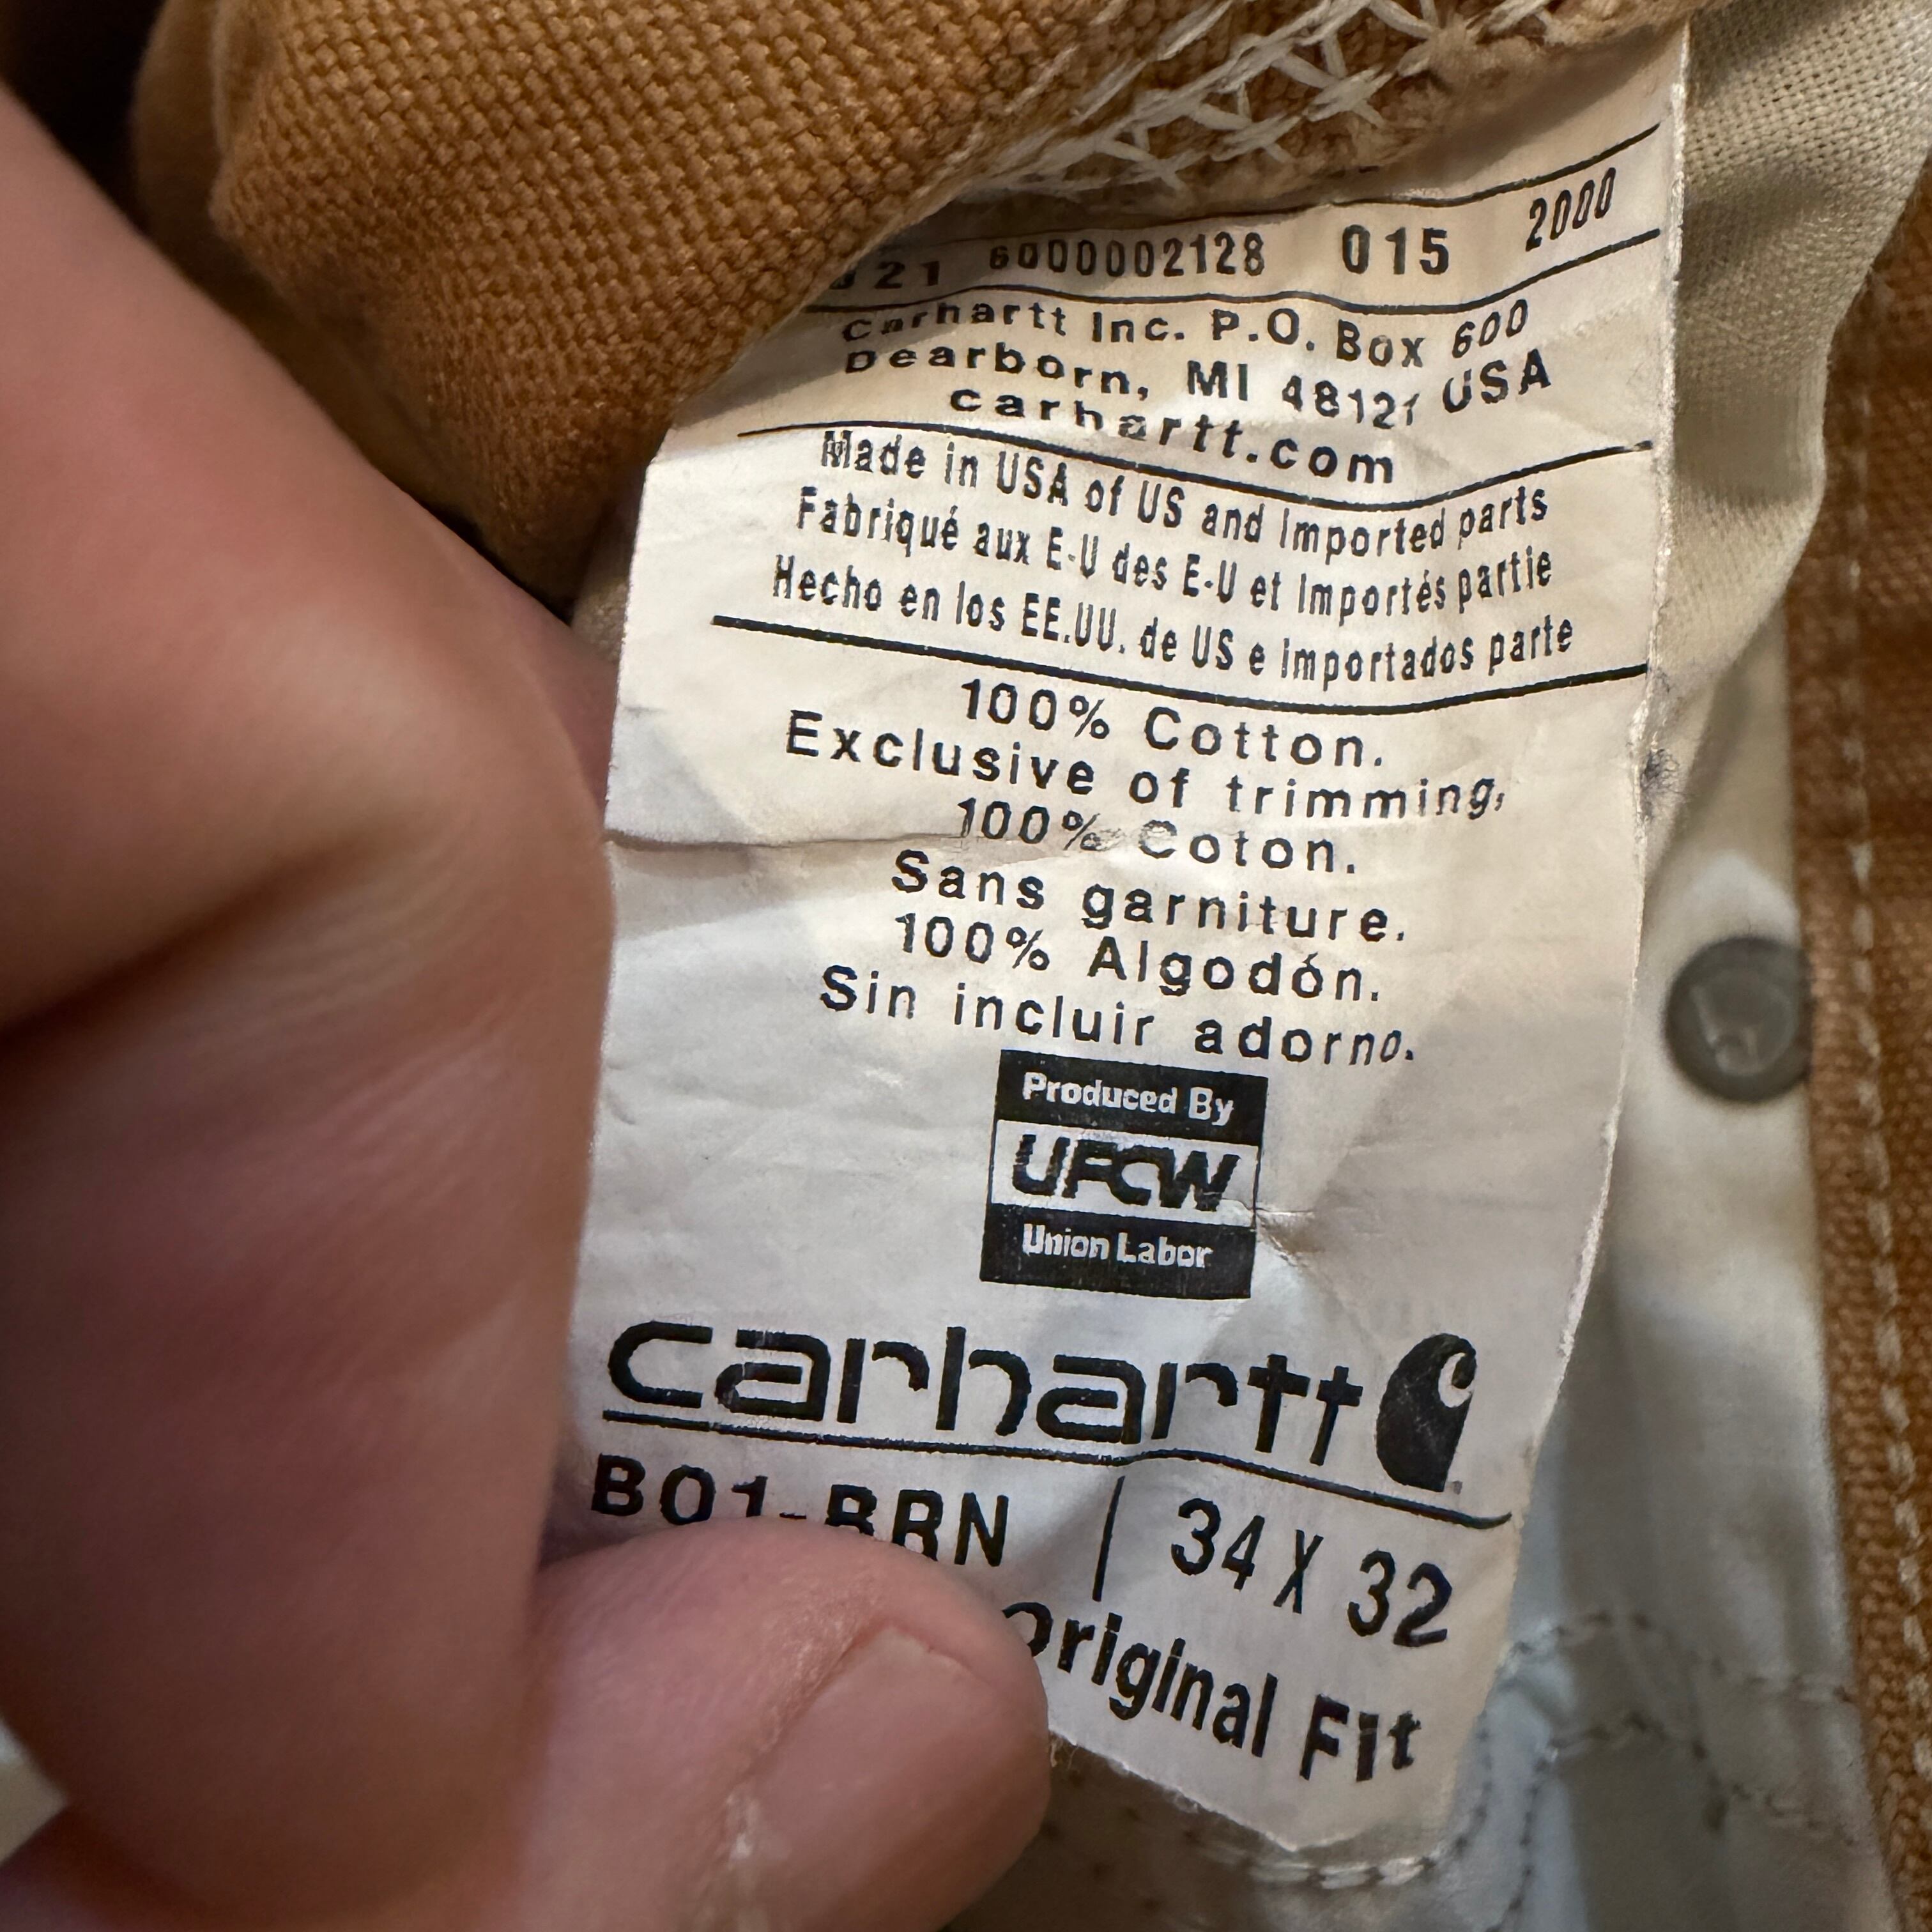 21 6000002128 015 2000
Carhartt Inc. P.O. Box 600
Dearborn, MI 48121 USA
carhartt.com
Made in USA of US and Imported parts
Fabriqué aux E-U des E-U et Importés partie
Hecho en los EE.UU. de US e importados parte
100% Cotton.
Exclusive of trimming,
100% Coton.
Sans garniture.
100% Algodón.
Sin incluir adorno.
Produced By
UFCW
Union Labor
carhartt
B01-BRN | 34 X 32
Original Fit